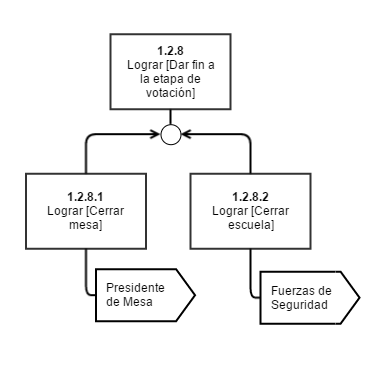 1.2.8
Lograr [Dar fin a
la etapa de
votación]
1.2.8.1
Lograr [Cerrar
mesa]
1.2.8.2
Lograr [Cerrar
escuela]
Presidente
de Mesa
Fuerzas de
Seguridad